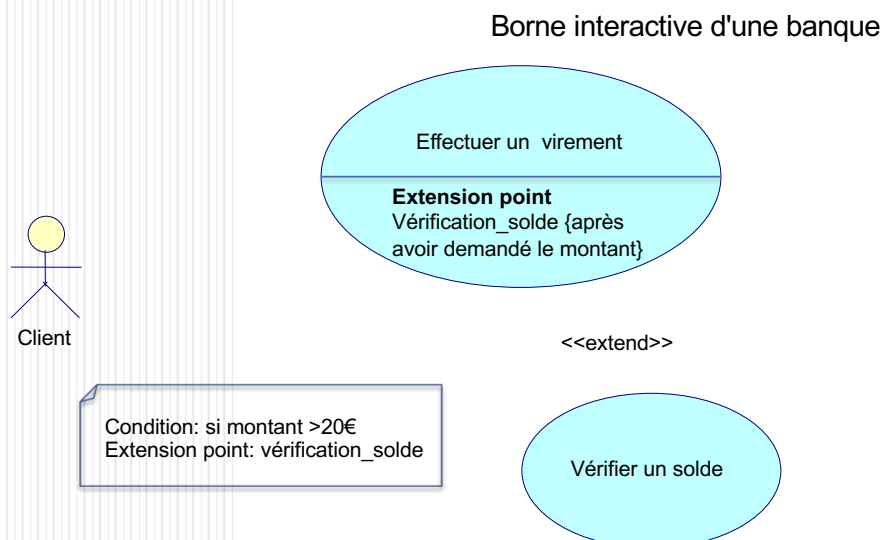 Borne interactive d'une banque
Effectuer un virement
Extension point
Vérification_solde {après
avoir demandé le montant}
Client
<<extend>>
Condition: si montant >20€
Extension point: vérification_solde
Vérifier un solde